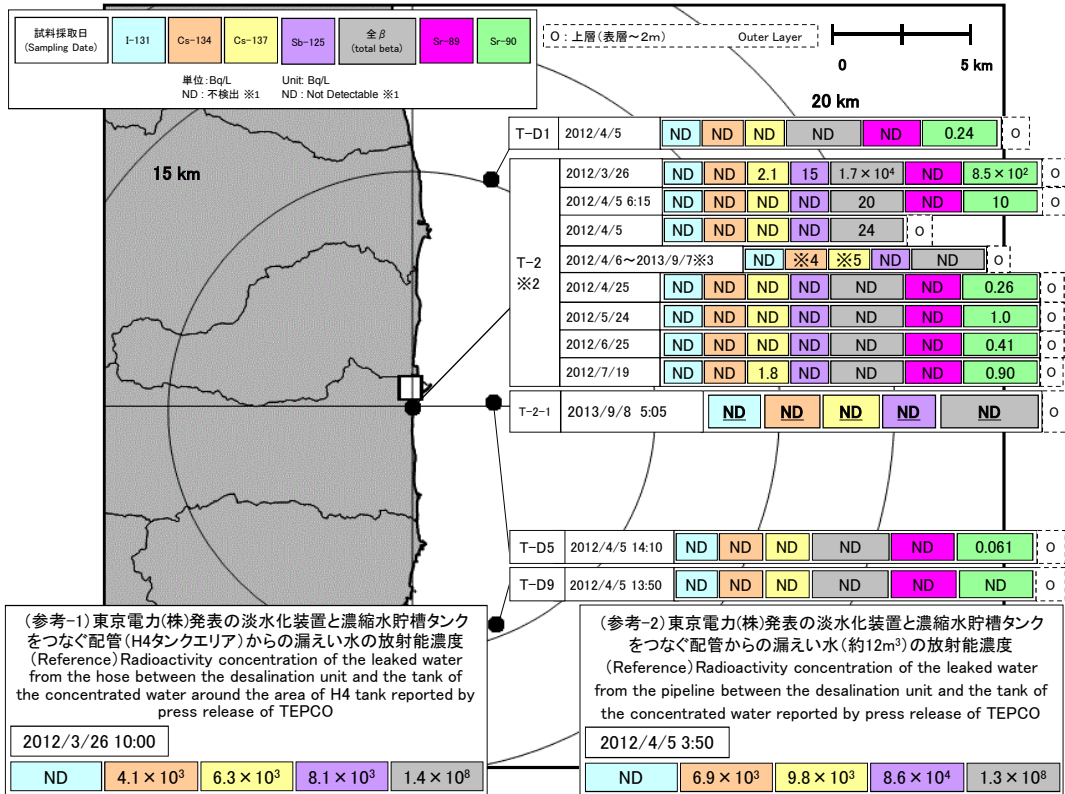 試料採取日
(Sampling Date)
I-131
Cs-134
Cs-137
Sb-125
全β
(total beta)
Sr-89
Sr-90
単位:Bq/L
Unit: Bq/L
ND : 不検出 ※1
ND : Not Detectable ※1
O : 上層(表層~2m)
Outer Layer
0
5 km
20 km
15 km
T-D1 2012/4/5 ND ND ND ND ND 0.24 O
T-2
※2
2012/3/26 ND ND 2.1 15 1.7×10⁴ ND 8.5×10² O
2012/4/5 6:15 ND ND ND ND 20 ND 10 O
2012/4/5 ND ND ND ND 24 O
2012/4/6~2013/9/7※3 ND ※4 ※5 ND ND O
2012/4/25 ND ND ND ND ND ND 0.26 O
2012/5/24 ND ND ND ND ND ND 1.0 O
2012/6/25 ND ND ND ND ND ND 0.41 O
2012/7/19 ND ND 1.8 ND ND ND 0.90 O
T-2-1 2013/9/8 5:05 ND ND ND ND ND O
T-D5 2012/4/5 14:10 ND ND ND ND ND 0.061 O
T-D9 2012/4/5 13:50 ND ND ND ND ND ND O
(参考-1)東京電力(株)発表の淡水化装置と濃縮水貯槽タンク
をつなぐ配管(H4タンクエリア)からの漏えい水の放射能濃度
(Reference)Radioactivity concentration of the leaked water
from the hose between the desalination unit and the tank of
the concentrated water around the area of H4 tank reported by
press release of TEPCO
2012/3/26 10:00
ND 4.1×10³ 6.3×10³ 8.1×10³ 1.4×10⁸
(参考-2)東京電力(株)発表の淡水化装置と濃縮水貯槽タンク
をつなぐ配管からの漏えい水(約12m³)の放射能濃度
(Reference)Radioactivity concentration of the leaked water
from the pipeline between the desalination unit and the tank of
the concentrated water reported by press release of TEPCO
2012/4/5 3:50
ND 6.9×10³ 9.8×10³ 8.6×10⁴ 1.3×10⁸